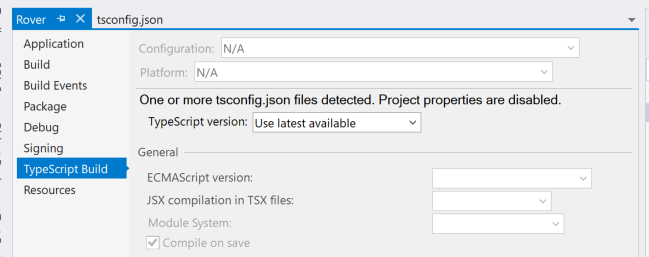 Rover tsconfig.json
Application
Build
Build Events
Package
Debug
Signing
TypeScript Build
Resources
Configuration: N/A
Platform: N/A
One or more tsconfig.json files detected. Project properties are disabled.
TypeScript version: Use latest available
General
ECMAScript version:
JSX compilation in TSX files:
Module System:
Compile on save